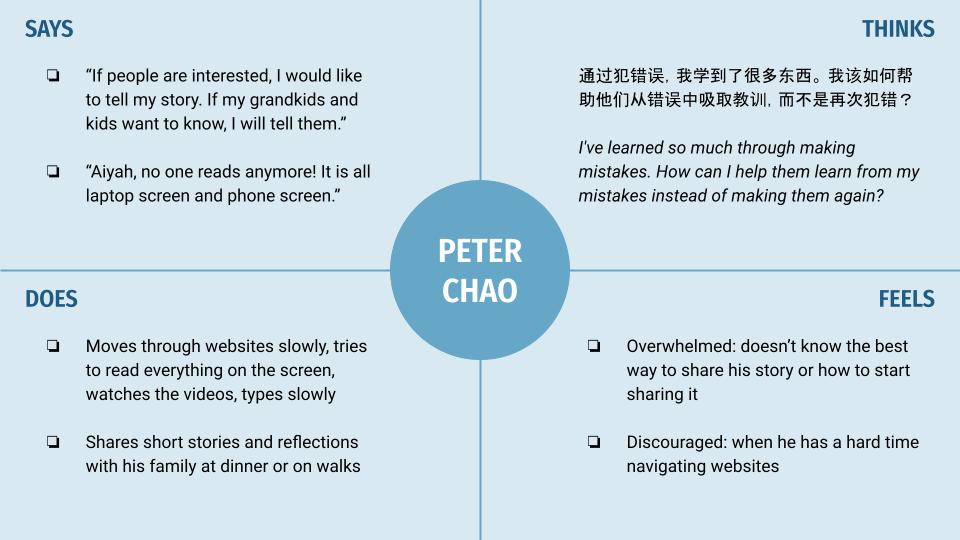 SAYS
❏ “If people are interested, I would like
to tell my story. If my grandkids and
kids want to know, I will tell them.”
❏ “Aiyah, no one reads anymore! It is all
laptop screen and phone screen.”
THINKS
通过犯错误, 我学到了很多东西。我该如何帮
助他们从错误中吸取教训, 而不是再次犯错？
I've learned so much through making
mistakes. How can I help them learn from my
mistakes instead of making them again?
PETER
CHAO
DOES
❏ Moves through websites slowly, tries
to read everything on the screen,
watches the videos, types slowly
❏ Shares short stories and reflections
with his family at dinner or on walks
FEELS
❏ Overwhelmed: doesn’t know the best
way to share his story or how to start
sharing it
❏ Discouraged: when he has a hard time
navigating websites